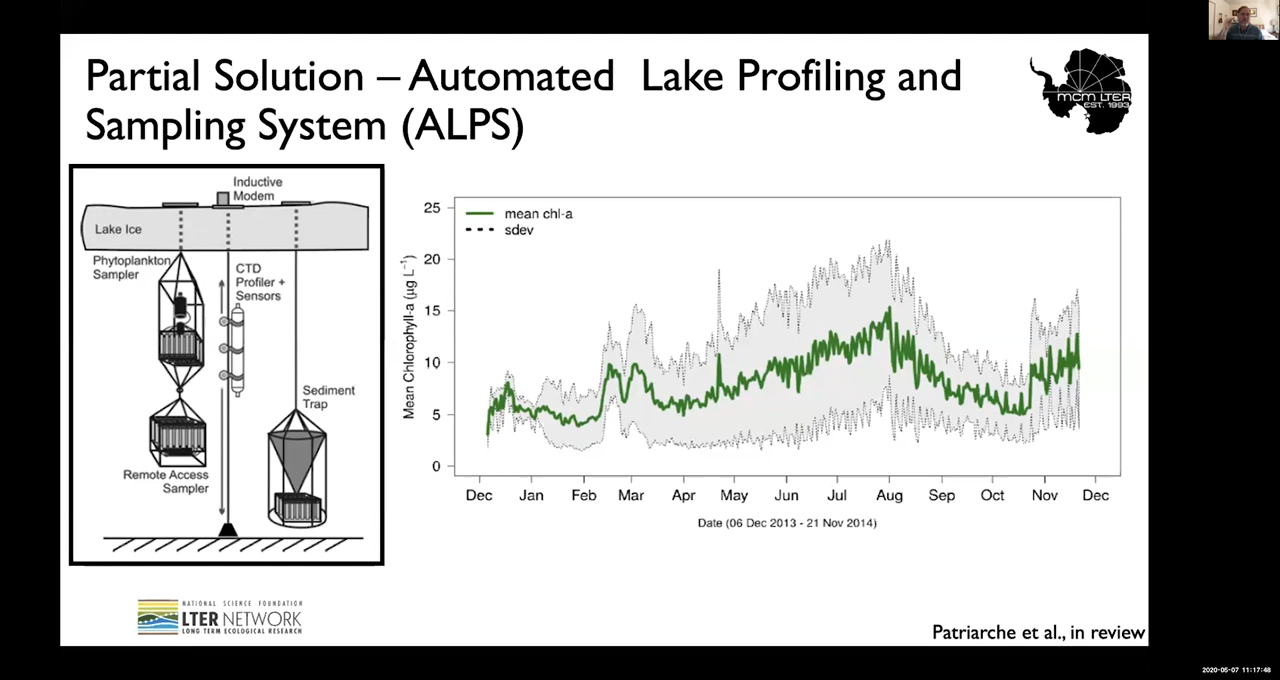 Partial Solution – Automated Lake Profiling and
Sampling System (ALPS)
MCM LTER
EST. 1993
Inductive
Modem
Lake Ice
Phytoplankton
Sampler
CTD
Profiler +
Sensors
Sediment
Trap
Remote Access
Sampler
mean chl-a
sdev
Mean Chlorophyll-a (µg L⁻¹)
25
20
15
10
5
0
Dec Jan Feb Mar Apr May Jun Jul Aug Sep Oct Nov Dec
Date (06 Dec 2013 - 21 Nov 2014)
NATIONAL SCIENCE FOUNDATION
LTER NETWORK
LONG TERM ECOLOGICAL RESEARCH
Patriarche et al., in review
2020-05-07 11:17:48